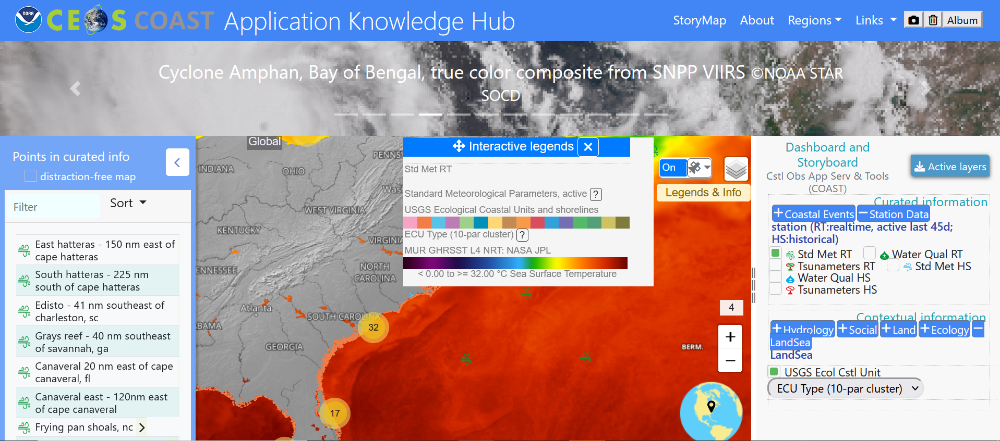 NOAA
CEOS COAST Application Knowledge Hub
StoryMap About Regions Links Album
Cyclone Amphan, Bay of Bengal, true color composite from SNPP VIIRS ©NOAA STAR
SOCD
Points in curated info
distraction-free map
Filter
Sort
East hatteras - 150 nm east of
cape hatteras
South hatteras - 225 nm
south of cape hatteras
Edisto - 41 nm southeast of
charleston, sc
Grays reef - 40 nm southeast
of savannah, ga
Canaveral 20 nm east of cape
canaveral, fl
Canaveral east - 120nm east
of cape canaveral
Frying pan shoals, nc
Global
INDIANA
OHIO
PENNSY
Wash
WEST VIRGINIA
KENTUCKY
VIRGINIA
ENNESSEE
NORTH
CAROLINA
Atlanta
SOUTH CAROLINA
BAMA
GEORGIA
32
17
BERM.
Interactive legends
Std Met RT
Standard Meteorological Parameters, active ?
USGS Ecological Coastal Units and shorelines
ECU Type (10-par cluster) ?
MUR GHRSST L4 NRT: NASA JPL
< 0.00 to >= 32.00 °C Sea Surface Temperature
On
Legends & Info
4
+
−
Dashboard and
Storyboard
Cstl Obs App Serv & Tools
(COAST)
Active layers
Curated information
+Coastal Events −Station Data
station (RT:realtime, active last 45d;
HS:historical)
Std Met RT Water Qual RT
Tsunameters RT Std Met HS
Water Qual HS
Tsunameters HS
Contextual information
+Hydrology +Social +Land +Ecology −
LandSea
LandSea
USGS Ecol Cstl Unit
ECU Type (10-par cluster)